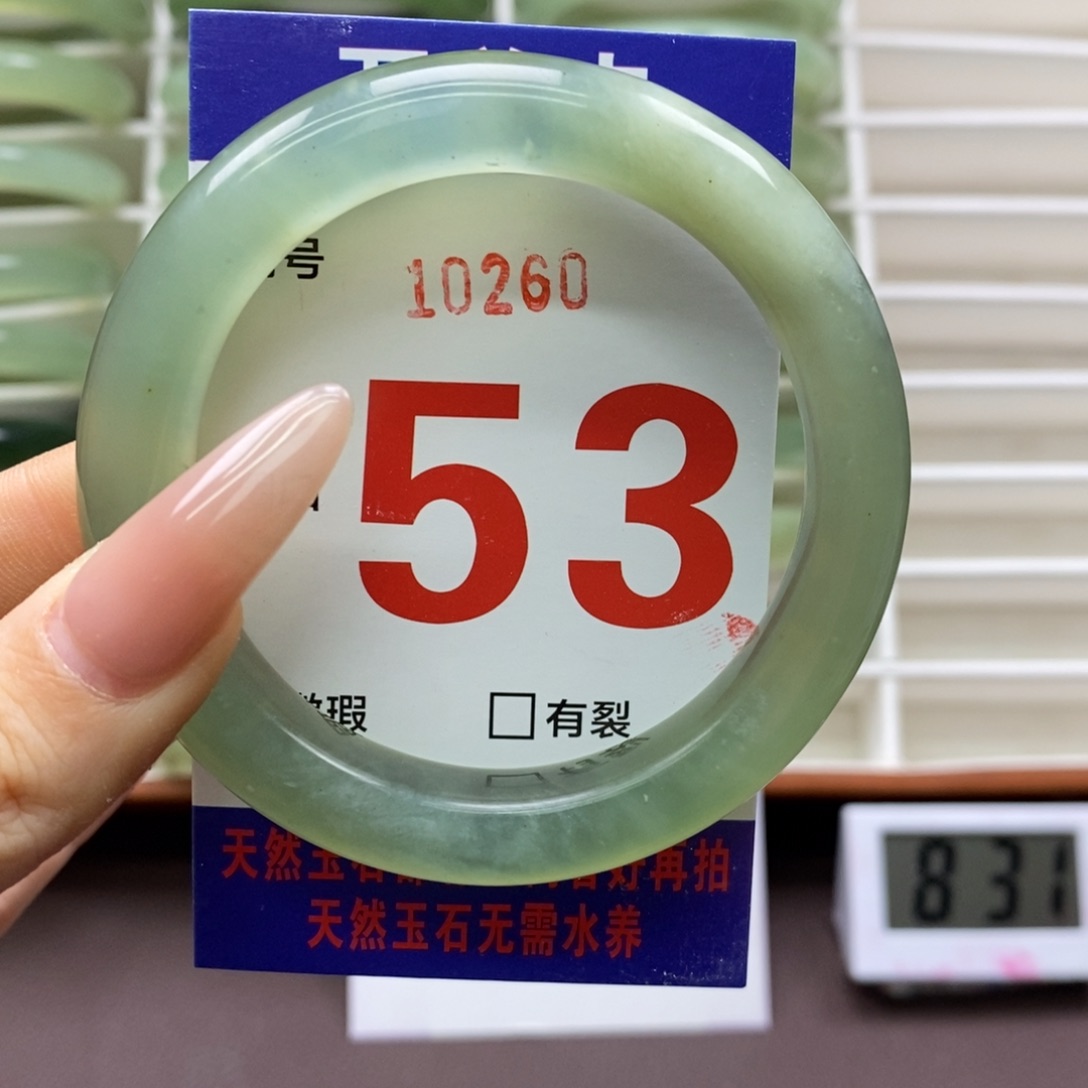 号
10260
53
瑕
□有裂
天然玉石 好再拍
天然玉石无需水养
831